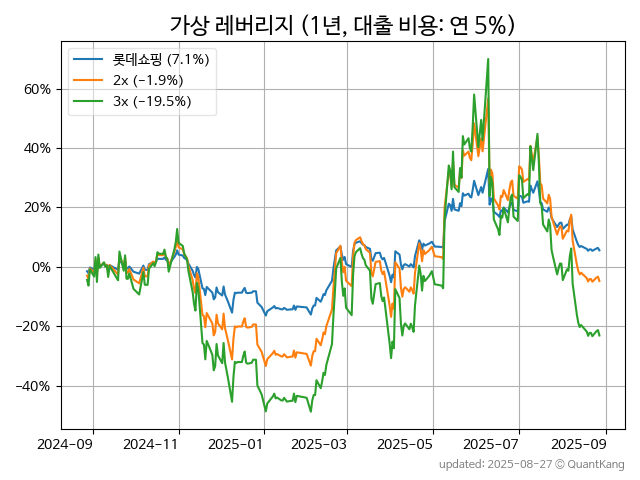 가상 레버리지 (1년, 대출 비용: 연 5%)
롯데쇼핑 (7.1%)
2x (−1.9%)
3x (−19.5%)
60%
40%
20%
0%
−20%
−40%
2024-09 2024-11 2025-01 2025-03 2025-05 2025-07 2025-09
updated: 2025-08-27 © QuantKang